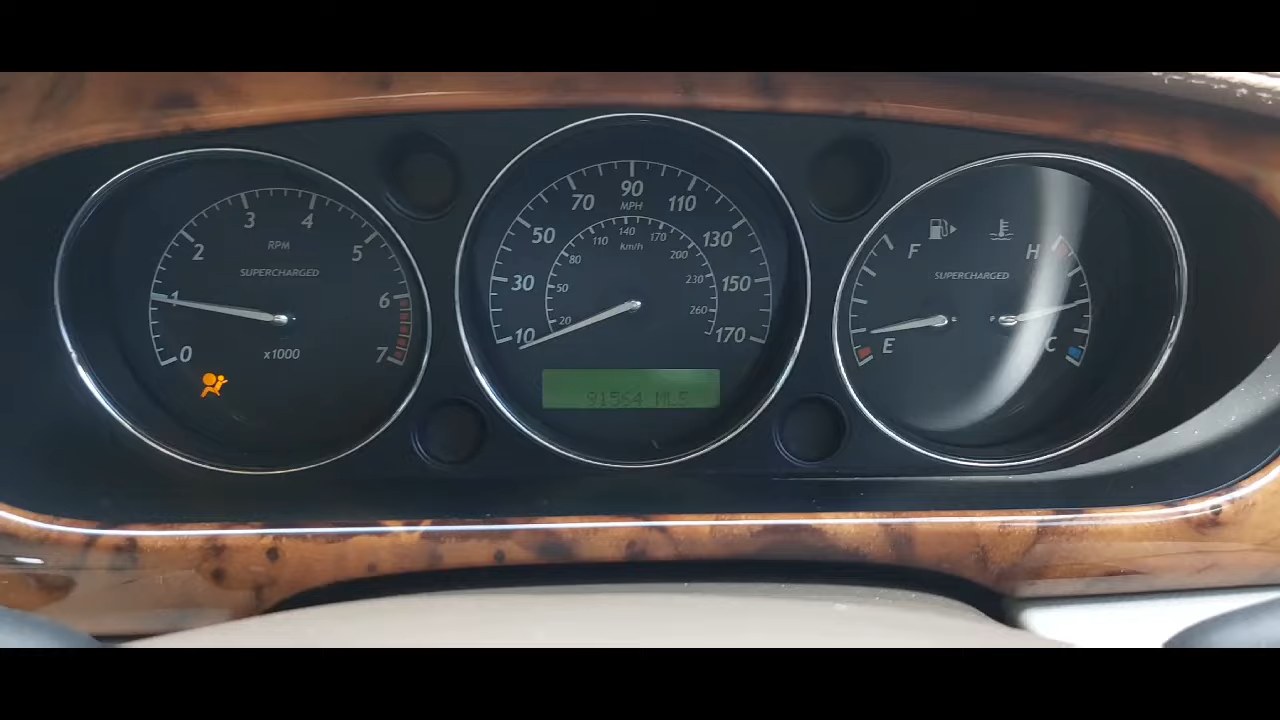 0 1 2 3 4 5 6 7
RPM
SUPERCHARGED
x1000
10 30 50 70 90 110 130 150 170
MPH
20 50 80 110 140 170 200 230 260
km/h
91564 MLS
F H
SUPERCHARGED
E C